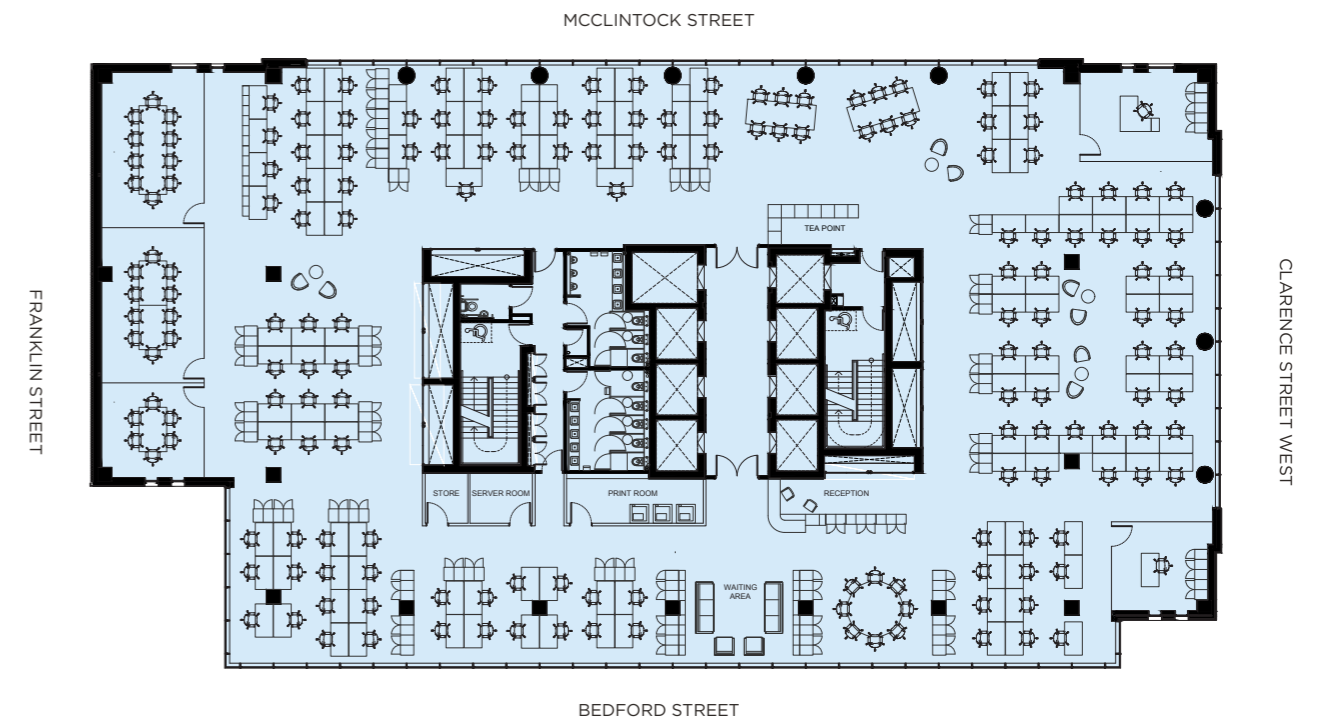 MCCLINTOCK STREET
TEA POINT
FRANKLIN STREET
CLARENCE STREET WEST
STORE
SERVER ROOM
PRINT ROOM
RECEPTION
WAITING
AREA
BEDFORD STREET